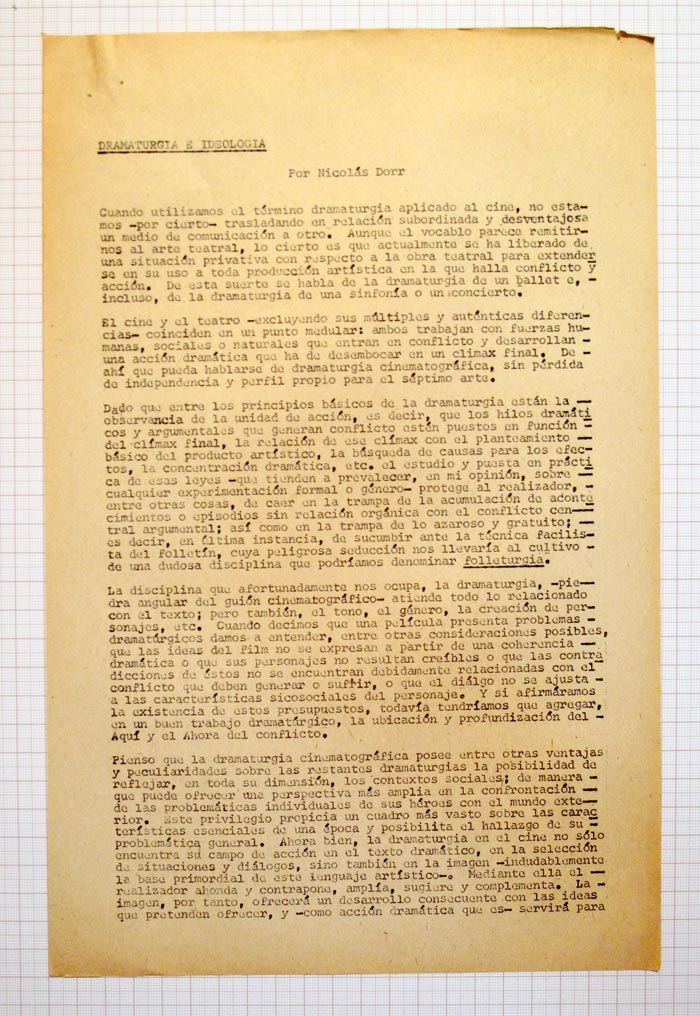 DRAMATURGIA E IDEOLOGIA
Por Nicolás Dorr
Cuando utilizamos el término dramaturgia aplicado al cine, no esta-
mos -por cierto- trasladando en relación subordinada y desventajosa
un medio de comunicación a otro. Aunque el vocablo parece remitir-
nos al arte teatral, lo cierto es que actualmente se ha liberado de
una situación privativa con respecto a la obra teatral para extender
se en su uso a toda producción artística en la que halla conflicto y
acción. De esta suerte se habla de la dramaturgia de un ballet e, -
incluso, de la dramaturgia de una sinfonía o un concierto.
El cine y el teatro -excluyendo sus múltiples y auténticas diferen-
cias- coinciden en un punto medular: ambos trabajan con fuerzas hu-
manas, sociales o naturales que entran en conflicto y desarrollan -
una acción dramática que ha de desembocar en un climax final. De -
ahí que pueda hablarse de dramaturgia cinematográfica, sin pérdida
de independencia y perfil propio para el séptimo arte.
Dado que entre los principios básicos de la dramaturgia están la -
observancia de la unidad de acción, es decir, que los hilos dramáti
cos y argumentales que generan conflicto estén puestos en función -
del clímax final, la relación de ese clímax con el planteamiento -
básico del producto artístico, la búsqueda de causas para los efec-
tos, la concentración dramática, etc. el estudio y puesta en prácti
ca de esas leyes -que tienden a prevalecer, en mi opinión, sobre -
cualquier experimentación formal o género- protege al realizador, -
entre otras cosas, de caer en la trampa de la acumulación de aconte
cimientos o episodios sin relación orgánica con el conflicto cen-
tral argumental; así como en la trampa de lo azaroso y gratuito; -
es decir, en última instancia, de sucumbir ante la técnica facilis-
ta del folletín, cuya peligrosa seducción nos llevaría al cultivo -
de una dudosa disciplina que podríamos denominar folleturgia.
La disciplina que afortunadamente nos ocupa, la dramaturgia, -pie-
dra angular del guión cinematográfico- atiende todo lo relacionado
con el texto; pero también, el tono, el género, la creación de per-
sonajes, etc. Cuando decimos que una película presenta problemas -
dramatúrgicos damos a entender, entre otras consideraciones posibles,
que las ideas del film no se expresan a partir de una coherencia -
dramática o que sus personajes no resultan creíbles o que las contra
dicciones de éstos no se encuentran debidamente relacionadas con el
conflicto que deben generar o sufrir, o que el diálgo no se ajusta -
a las características sicosociales del personaje. Y si afirmáramos
la existencia de estos presupuestos, todavía tendríamos que agregar,
en un buen trabajo dramatúrgico, la ubicación y profundización del -
Aquí y el Ahora del conflicto.
Pienso que la dramaturgia cinematográfica posee entre otras ventajas
y peculiaridades sobre las restantes dramaturgias la posibilidad de
reflejar, en toda su dimensión, los contextos sociales; de manera -
que puede ofrecer una perspectiva más amplia en la confrontación -
de las problemáticas individuales de sus héroes con el mundo exte-
rior. Este privilegio propicia un cuadro más vasto sobre las carac
terísticas esenciales de una época y posibilita el hallazgo de su -
problemática general. Ahora bien, la dramaturgia en el cine no sólo
encuentra su campo de acción en el texto dramático, en la selección
de situaciones y diálogos, sino también en la imagen -indudablemente
la base primordial de este lenguaje artístico-. Mediante ella el -
realizador ahonda y contrapone, amplía, sugiere y complementa. La -
imagen, por tanto, ofrecerá un desarrollo consecuente con las ideas
que pretenden ofrecer, y -como acción dramática que es- servirá para